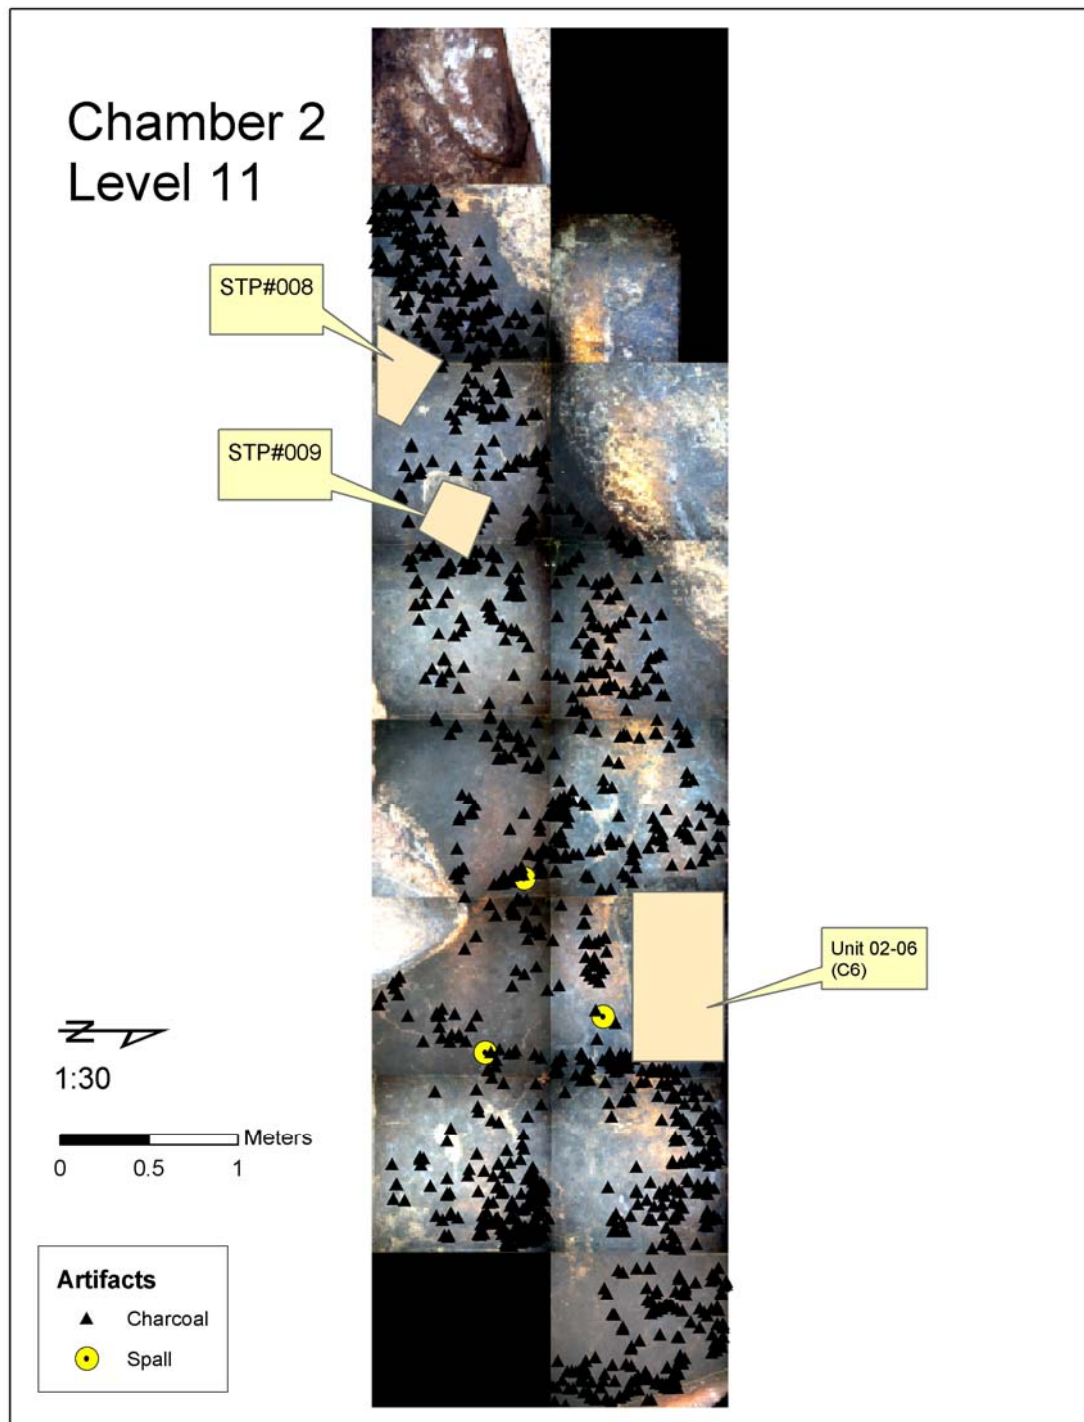 Chamber 2
Level 11
STP#008
STP#009
Unit 02-06
(C6)
N
1:30
Meters
0 0.5 1
Artifacts
Charcoal
Spall